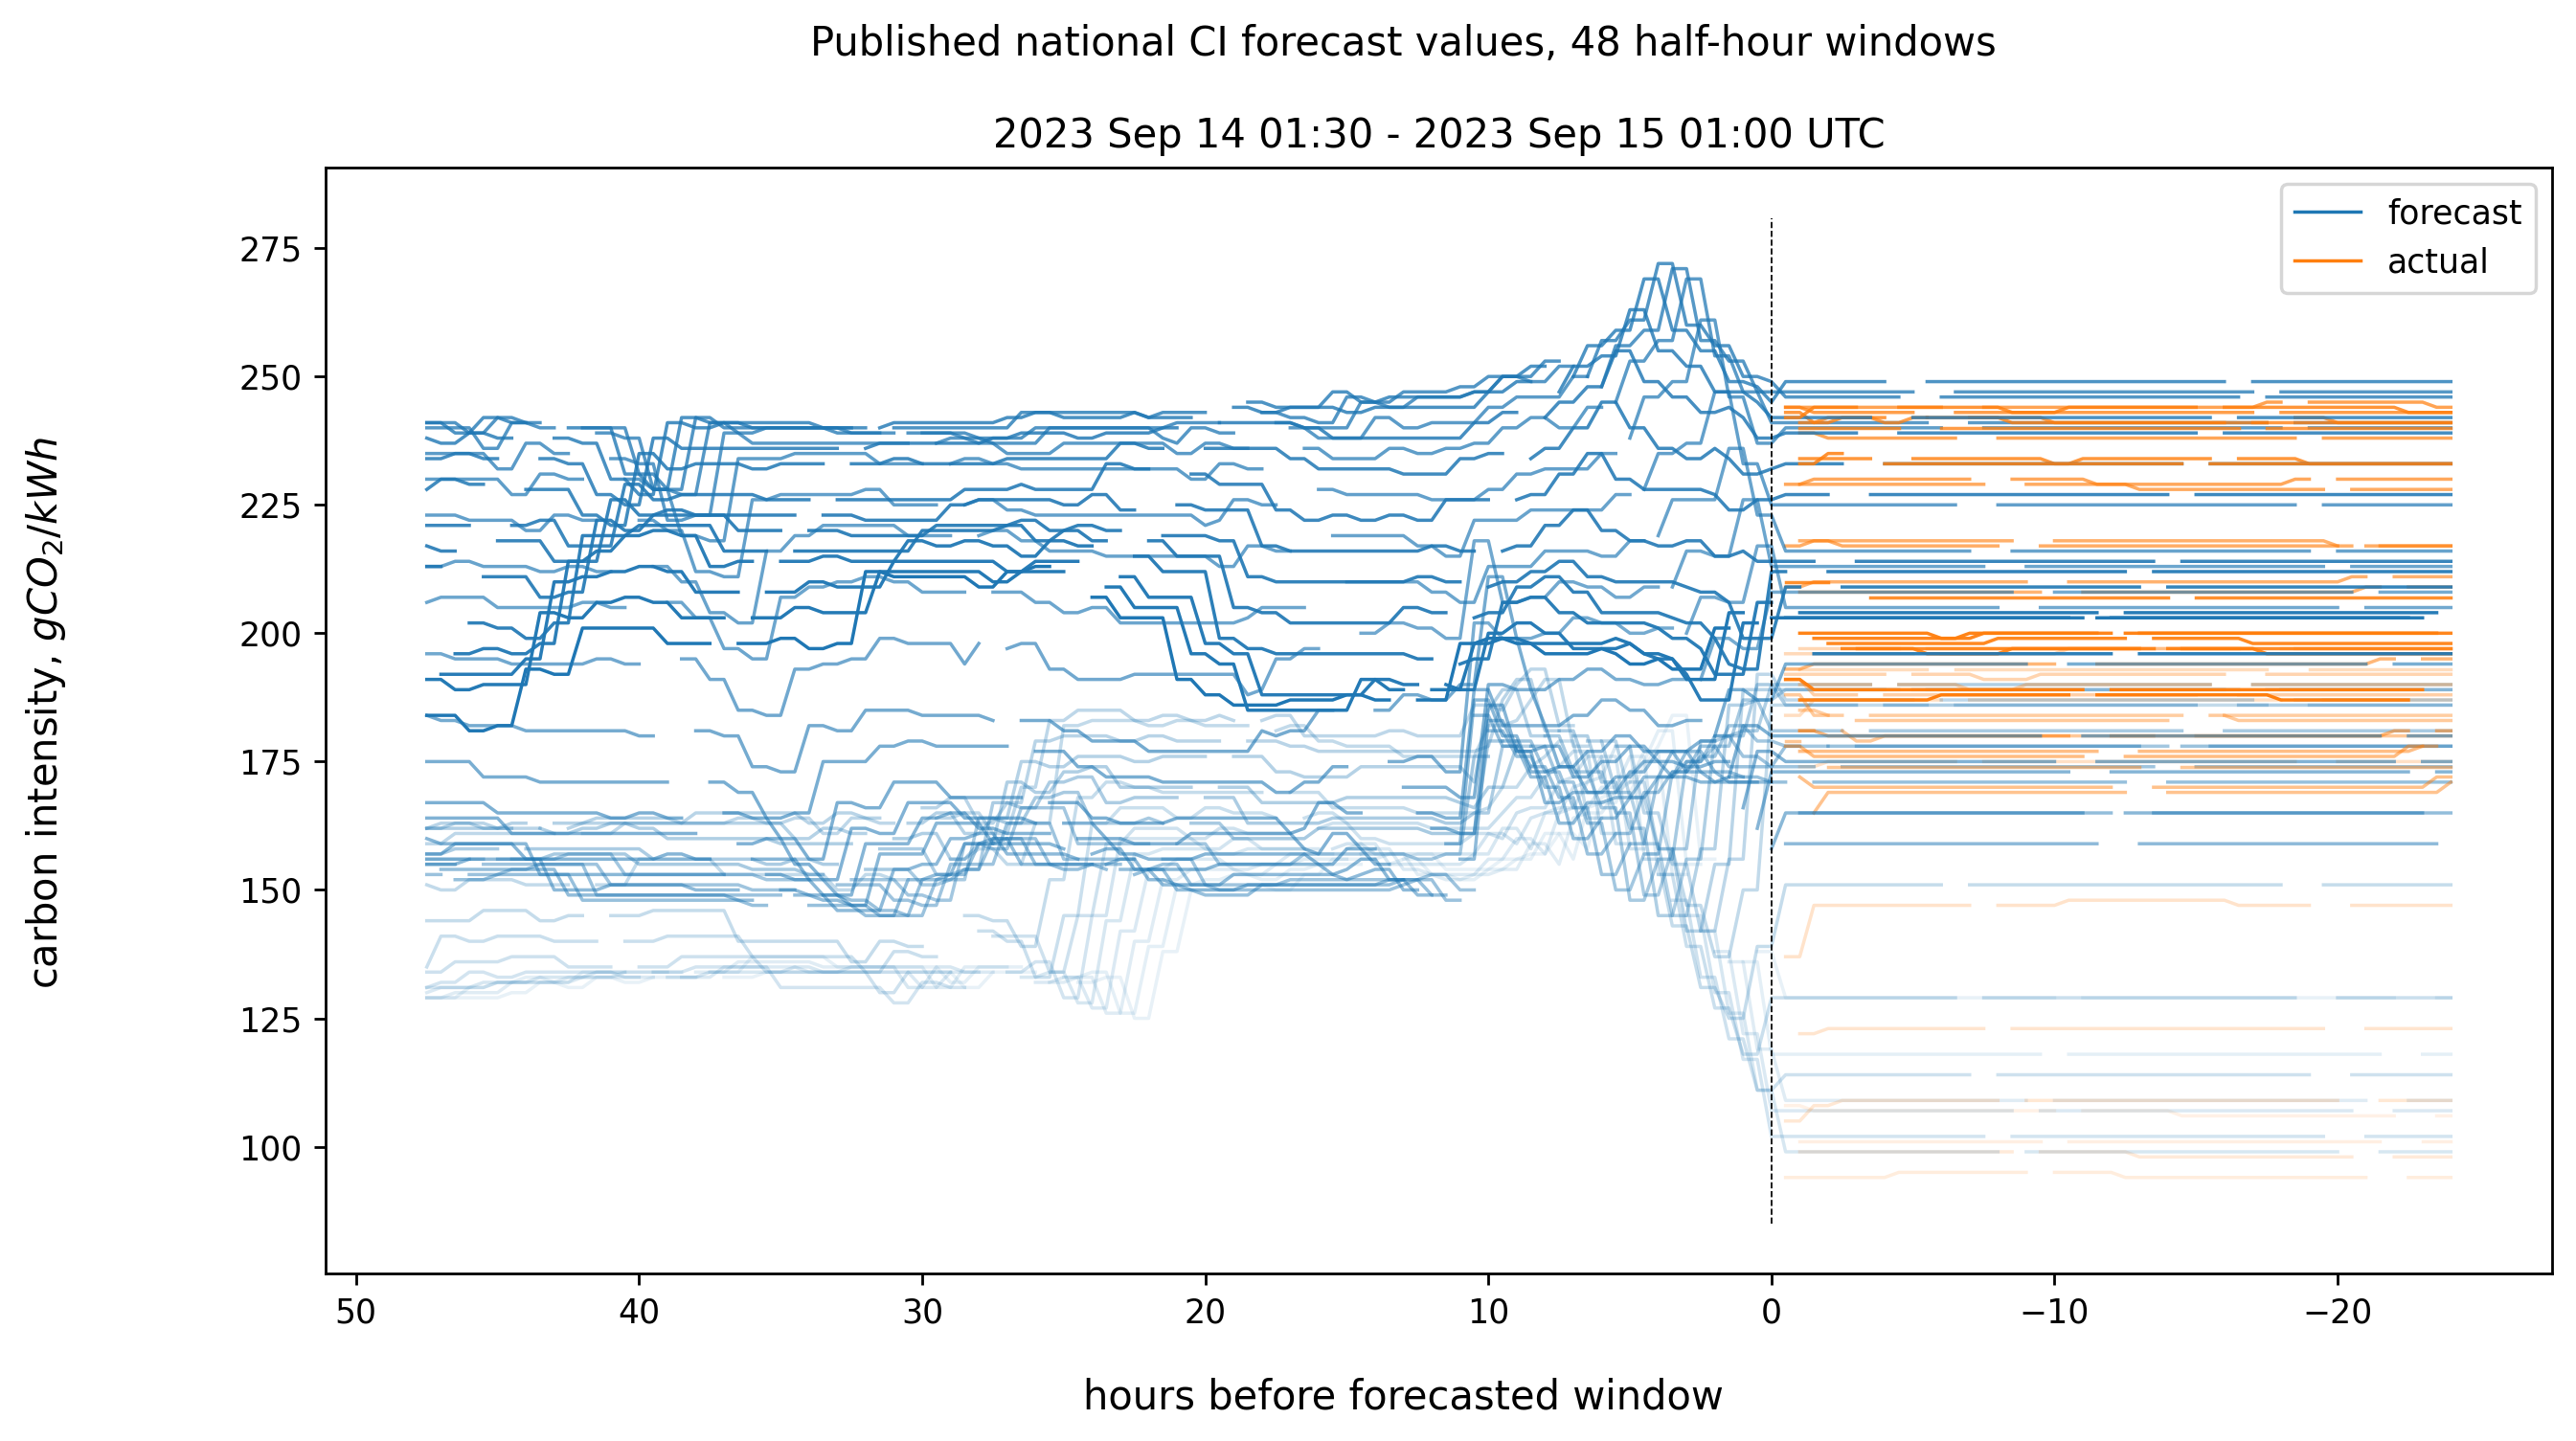 Published national CI forecast values, 48 half-hour windows
2023 Sep 14 01:30 - 2023 Sep 15 01:00 UTC
forecast
actual
carbon intensity, gCO₂/kWh
275
250
225
200
175
150
125
100
50 40 30 20 10 0 −10 −20
hours before forecasted window